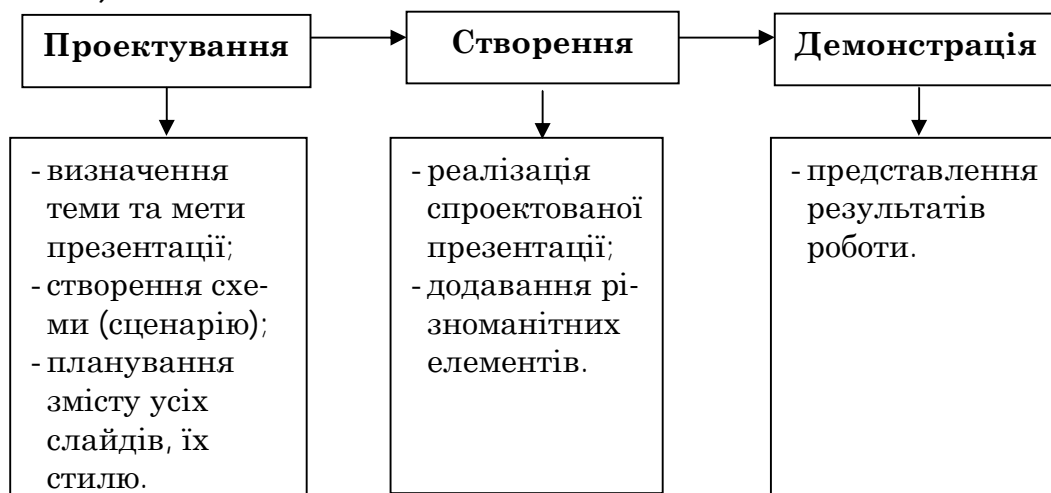 Проектування
Створення
Демонстрація
- визначення
теми та мети
презентації;
- створення схе-
ми (сценарію);
- планування
змісту усіх
слайдів, їх
стилю.
- реалізація
спроектованої
презентації;
- додавання рі-
зноманітних
елементів.
- представлення
результатів
роботи.